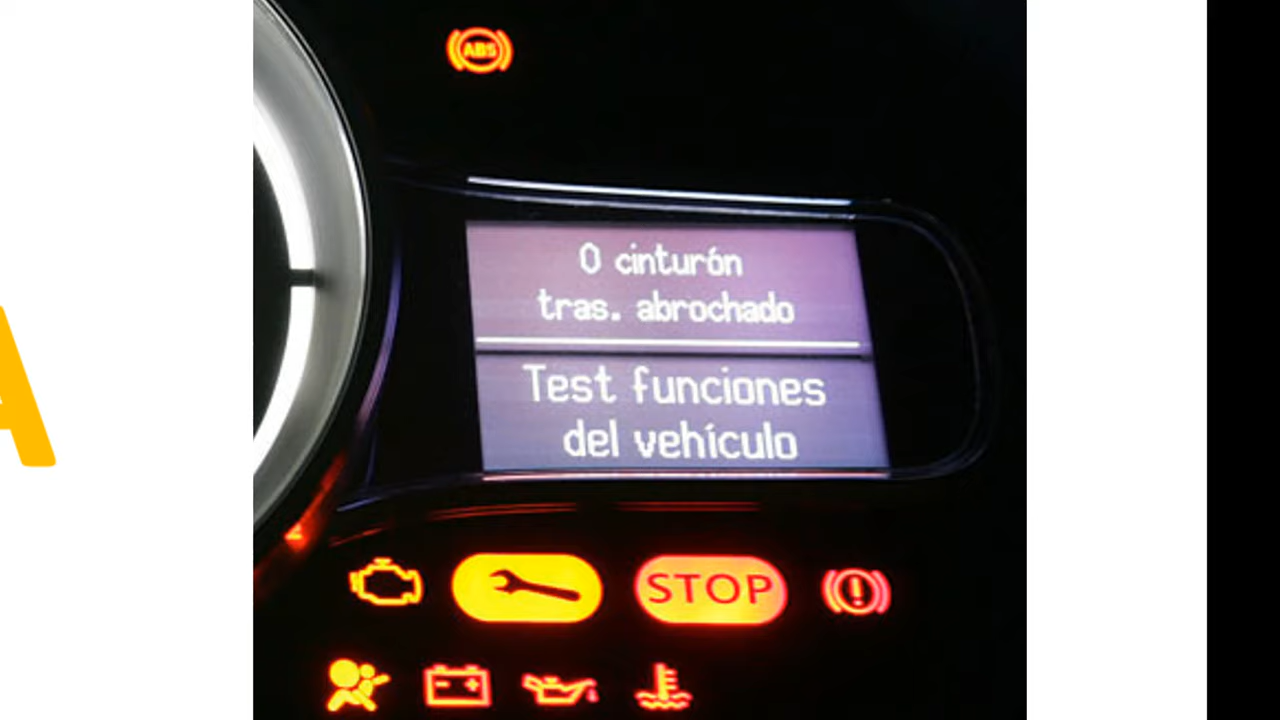 A
ABS
0 cinturón
tras. abrochado
Test funciones
del vehículo
STOP